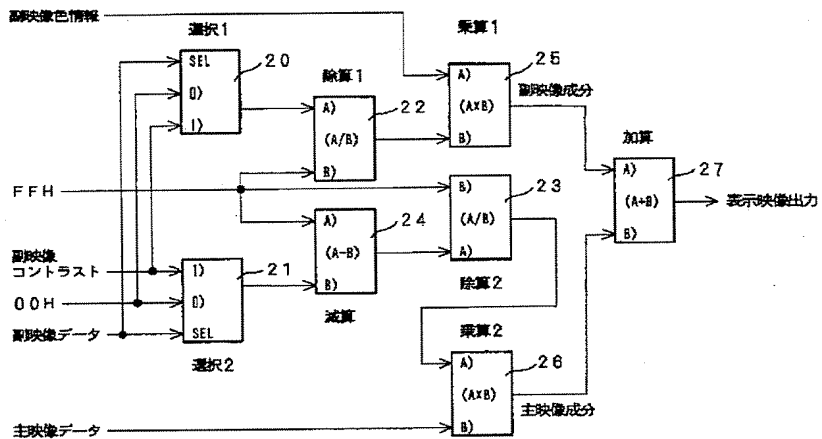 副映像色情報
選択1
SEL
0)
1)
20
除算1
A)
(A/B)
B)
22
乗算1
A)
(A×B)
B)
25
副映像成分
加算
A)
(A+B)
B)
27
表示映像出力
FFH
A)
(A−B)
B)
24
減算
B)
(A/B)
A)
23
除算2
副映像
コントラスト
00H
副映像データ
1)
0)
SEL
21
選択2
乗算2
A)
(A×B)
B)
26
主映像成分
主映像データ